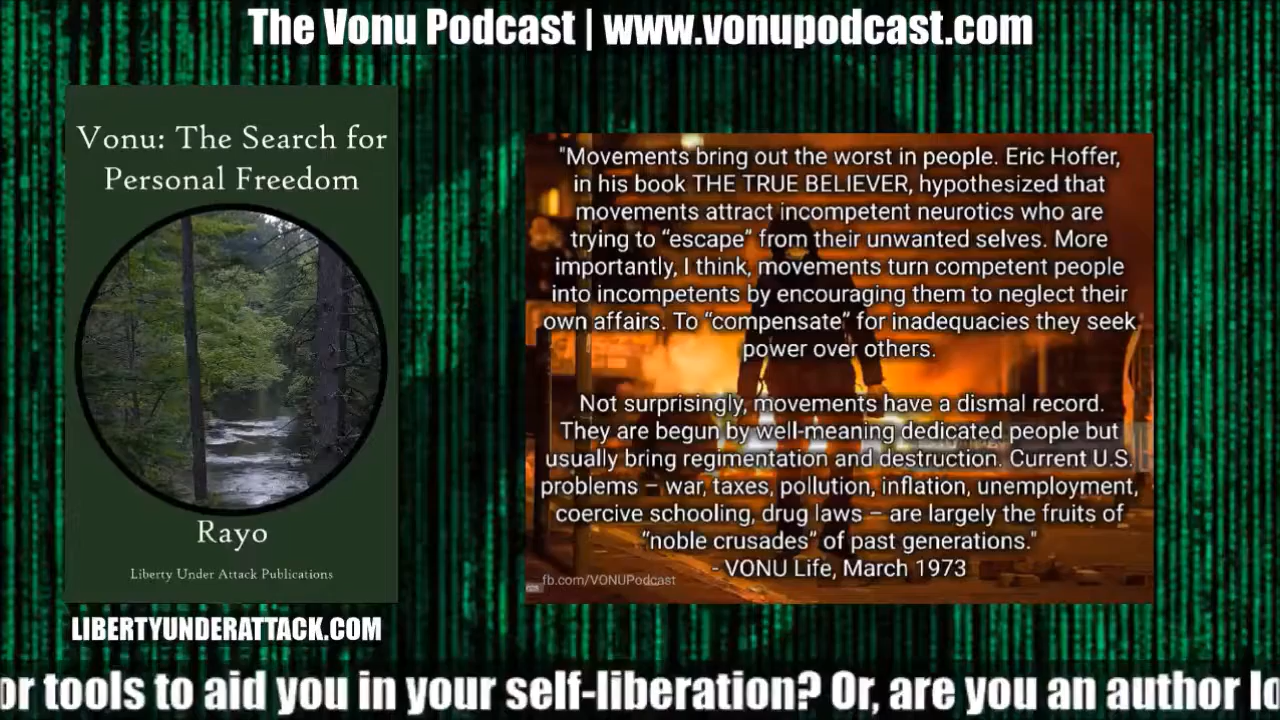 The Vonu Podcast | www.vonupodcast.com
Vonu: The Search for
Personal Freedom
Rayo
Liberty Under Attack Publications
LIBERTYUNDERATTACK.COM
"Movements bring out the worst in people. Eric Hoffer,
in his book THE TRUE BELIEVER, hypothesized that
movements attract incompetent neurotics who are
trying to “escape” from their unwanted selves. More
importantly, I think, movements turn competent people
into incompetents by encouraging them to neglect their
own affairs. To “compensate” for inadequacies they seek
power over others.
Not surprisingly, movements have a dismal record.
They are begun by well-meaning dedicated people but
usually bring regimentation and destruction. Current U.S.
problems – war, taxes, pollution, inflation, unemployment,
coercive schooling, drug laws – are largely the fruits of
“noble crusades” of past generations."
- VONU Life, March 1973
fb.com/VONUPodcast
or tools to aid you in your self-liberation? Or, are you an author lo